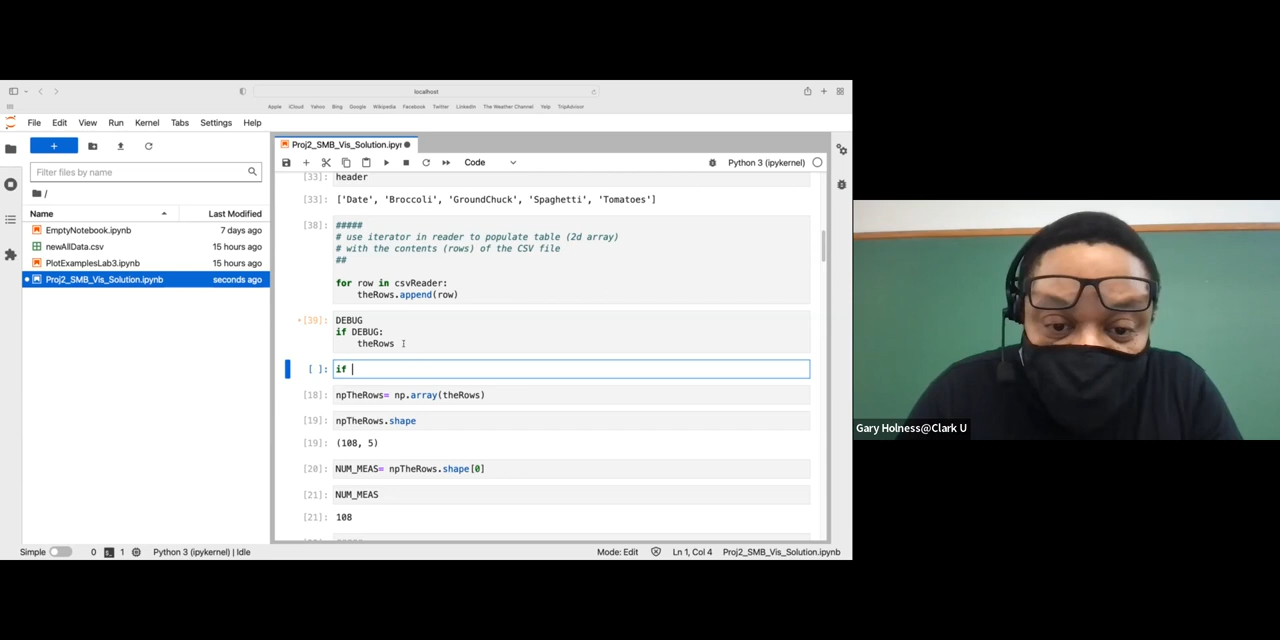 localhost
Apple iCloud Yahoo Bing Google Wikipedia Facebook Twitter LinkedIn The Weather Channel Yelp TripAdvisor
File Edit View Run Kernel Tabs Settings Help
Proj2_SMB_Vis_Solution.ipyn
Code
Python 3 (ipykernel)
Filter files by name
/
Name Last Modified
EmptyNotebook.ipynb 7 days ago
newAllData.csv 15 hours ago
PlotExamplesLab3.ipynb 15 hours ago
Proj2_SMB_Vis_Solution.ipynb seconds ago
[33]: header
[33]: ['Date', 'Broccoli', 'GroundChuck', 'Spaghetti', 'Tomatoes']
[38]: #####
# use iterator in reader to populate table (2d array)
# with the contents (rows) of the CSV file
##
for row in csvReader:
theRows.append(row)
[39]: DEBUG
if DEBUG:
theRows
[ ]: if
[18]: npTheRows= np.array(theRows)
[19]: npTheRows.shape
[19]: (108, 5)
[20]: NUM_MEAS= npTheRows.shape[0]
[21]: NUM_MEAS
[21]: 108
Simple 0 1 Python 3 (ipykernel) | Idle Mode: Edit Ln 1, Col 4 Proj2_SMB_Vis_Solution.ipynb
Gary Holness@Clark U